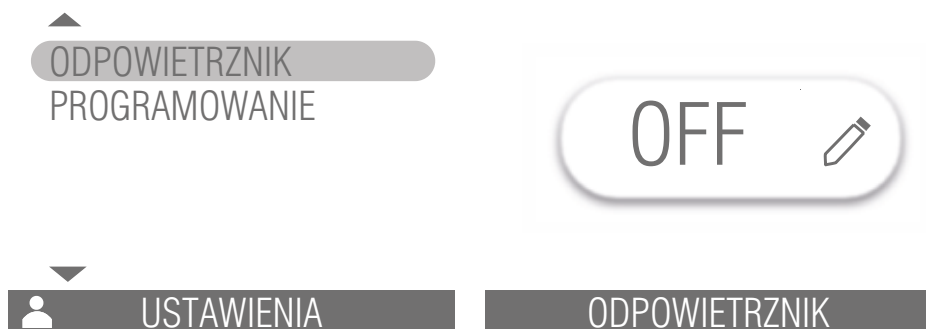 ODPOWIETRZNIK
PROGRAMOWANIE
USTAWIENIA
OFF
ODPOWIETRZNIK